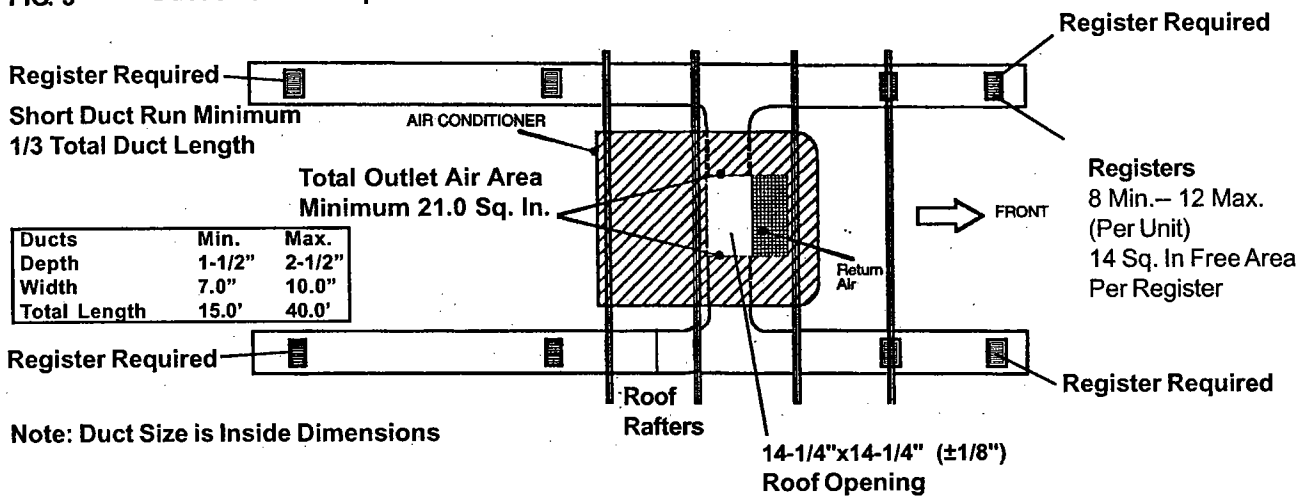 FIG. 5
Register Required
Register Required
Short Duct Run Minimum
1/3 Total Duct Length
AIR CONDITIONER
Total Outlet Air Area
Minimum 21.0 Sq. In.
Ducts Min. Max.
Depth 1-1/2" 2-1/2"
Width 7.0" 10.0"
Total Length 15.0' 40.0'
Return
Air
FRONT
Registers
8 Min.– 12 Max.
(Per Unit)
14 Sq. In Free Area
Per Register
Register Required
Register Required
Roof
Rafters
Note: Duct Size is Inside Dimensions
14-1/4"x14-1/4" (±1/8")
Roof Opening